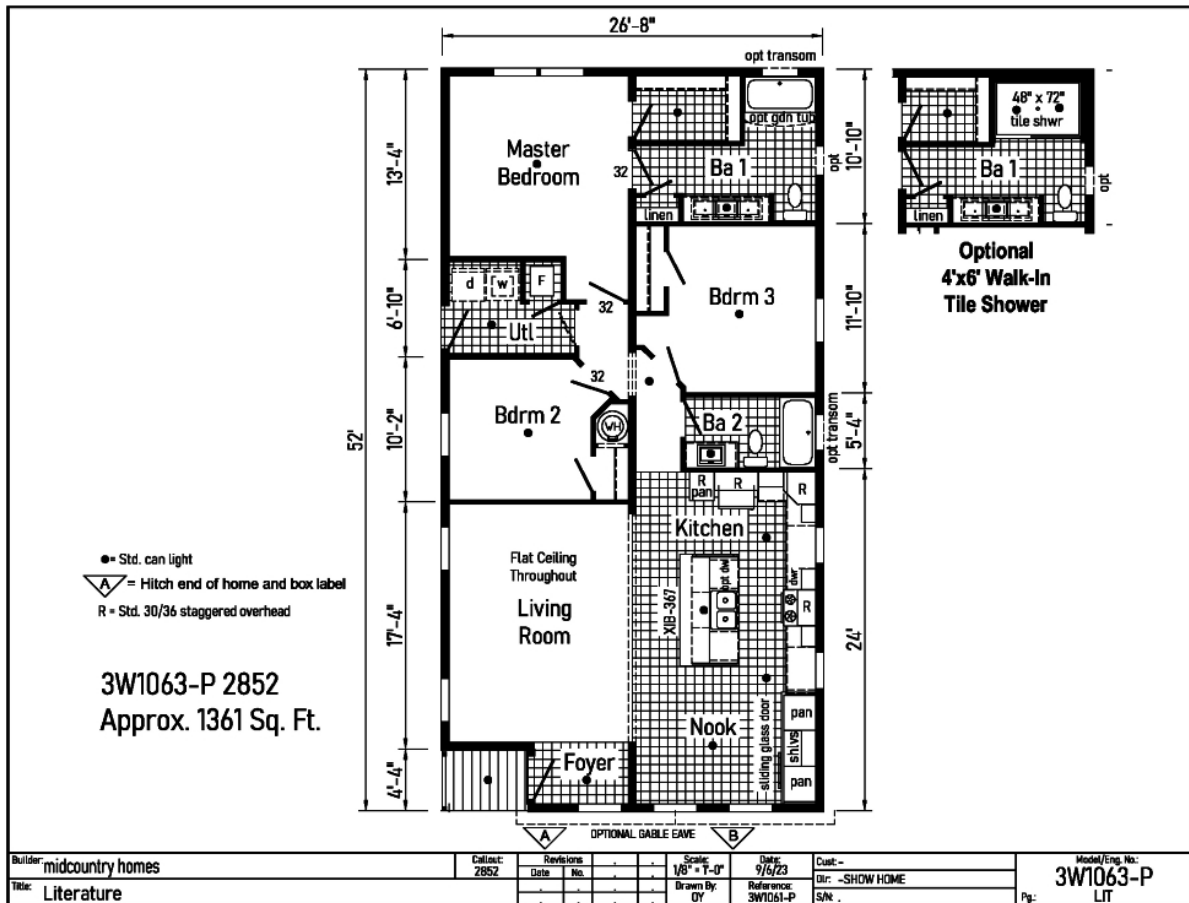 26'-8"
opt transom
Master
Bedroom
13'-4"
opt gdn tub
Ba 1
32
linen
opt
10'-10"
48" x 72"
tile shwr
Ba 1
linen
opt
Optional
4'x6' Walk-In
Tile Shower
d
w
F
Utl
6'-10"
32
Bdrm 3
11'-10"
32
Bdrm 2
WH
10'-2"
52'
Ba 2
opt transom
5'-4"
R
pan
R
R
Kitchen
Flat Ceiling
Throughout
Living
Room
17'-4"
XIB-367
opt dw
dwr
R
24'
●= Std. can light
A = Hitch end of home and box label
R = Std. 30/36 staggered overhead
3W1063-P 2852
Approx. 1361 Sq. Ft.
Nook
sliding glass door
pan
shlvs
pan
Foyer
4'-4"
A
OPTIONAL GABLE EAVE
B
Builder: midcountry homes
Title: Literature
Callout:
2852
Revisions
Date No.
Scale:
1/8" = 1'-0"
Drawn By:
OY
Date:
9/6/23
Reference:
3W1061-P
Cust: -
Dlr: -SHOW HOME
S/N: .
Model/Eng. No.:
3W1063-P
Pg.: LIT